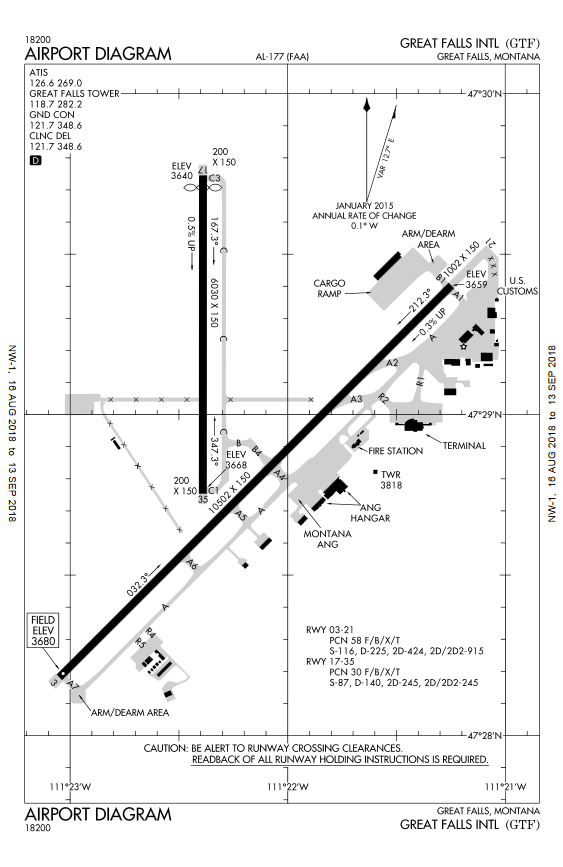 18200
AIRPORT DIAGRAM
AL-177 (FAA)
GREAT FALLS INTL (GTF)
GREAT FALLS, MONTANA
ATIS
126.6 269.0
GREAT FALLS TOWER
118.7 282.2
GND CON
121.7 348.6
CLNC DEL
121.7 348.6
D
47°30'N
VAR 12.7° E
JANUARY 2015
ANNUAL RATE OF CHANGE
0.1° W
200
X 150
ELEV
3640
17
C3
0.5% UP
167.3°
C
6030 X 150
C
347.3°
C
ELEV
3668
200
X 150
C1
35
ARM/DEARM
AREA
CARGO
RAMP
21
1002 X 150
B1
ELEV
3659
A1
U.S.
CUSTOMS
212.3°
0.3% UP
A
A2
R1
A3
R2
47°29'N
TERMINAL
FIRE STATION
TWR
3818
ANG
HANGAR
MONTANA
ANG
B
B4
A4
10502 X 150
A5
A
A6
032.3°
A
R4
R5
FIELD
ELEV
3680
3
A7
ARM/DEARM AREA
RWY 03-21
PCN 58 F/B/X/T
S-116, D-225, 2D-424, 2D/2D2-915
RWY 17-35
PCN 30 F/B/X/T
S-87, D-140, 2D-245, 2D/2D2-245
47°28'N
CAUTION: BE ALERT TO RUNWAY CROSSING CLEARANCES.
READBACK OF ALL RUNWAY HOLDING INSTRUCTIONS IS REQUIRED.
111°23'W
111°22'W
111°21'W
NW-1, 16 AUG 2018 to 13 SEP 2018
NW-1, 16 AUG 2018 to 13 SEP 2018
AIRPORT DIAGRAM
18200
GREAT FALLS, MONTANA
GREAT FALLS INTL (GTF)